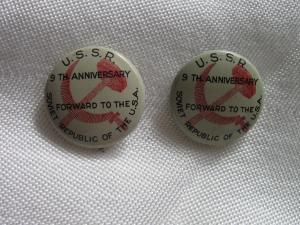 U.S.S.R.
9 TH. ANNIVERSARY
FORWARD TO THE
SOVIET REPUBLIC OF THE U.S.A.
U.S.S.R.
9 TH. ANNIVERSARY
FORWARD TO THE
SOVIET REPUBLIC OF THE U.S.A.